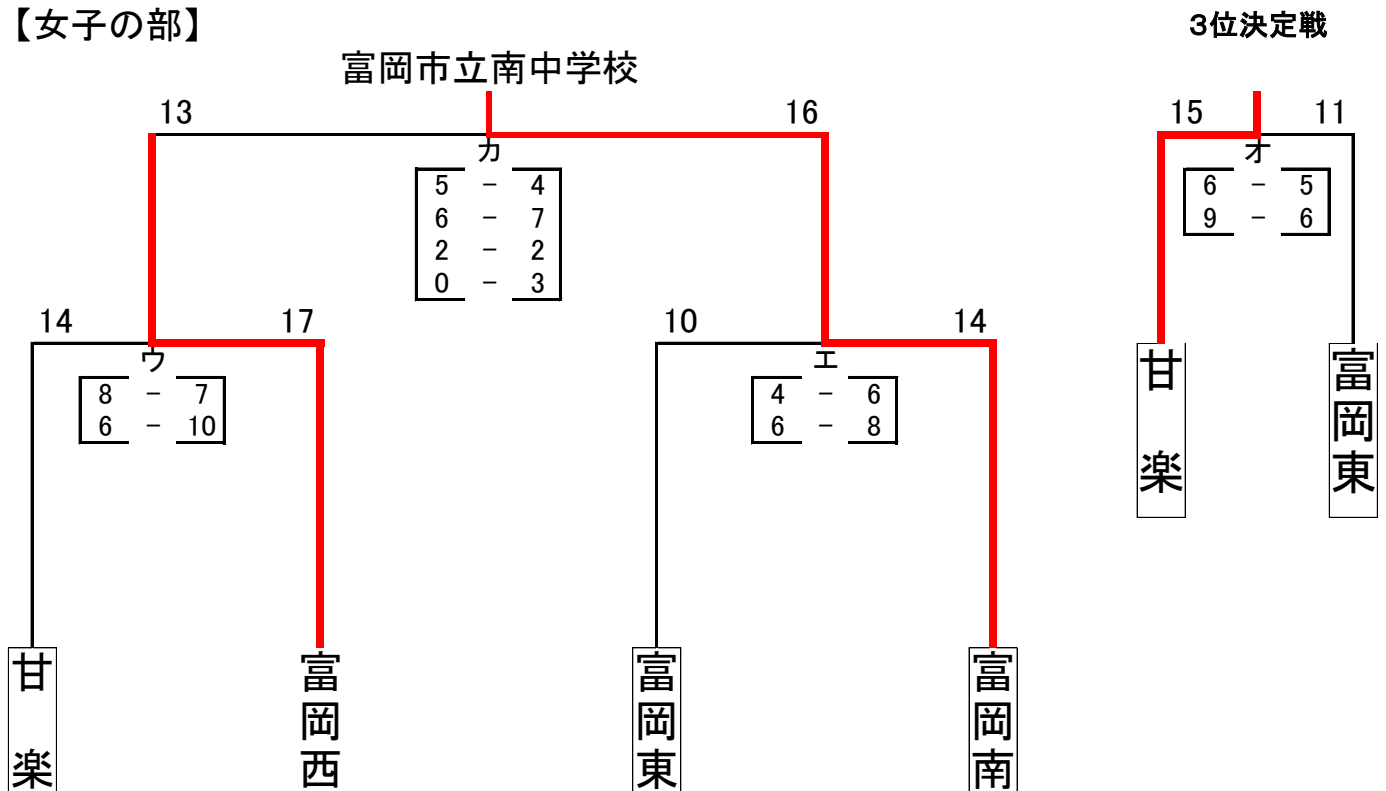 【女子の部】
3位決定戦
富岡市立南中学校
13
16
15
11
カ
オ
5 － 4
6 － 7
2 － 2
0 － 3
6 － 5
9 － 6
14
17
10
14
ウ
エ
8 － 7
6 － 10
4 － 6
6 － 8
甘楽
富岡東
甘楽
富岡西
富岡東
富岡南